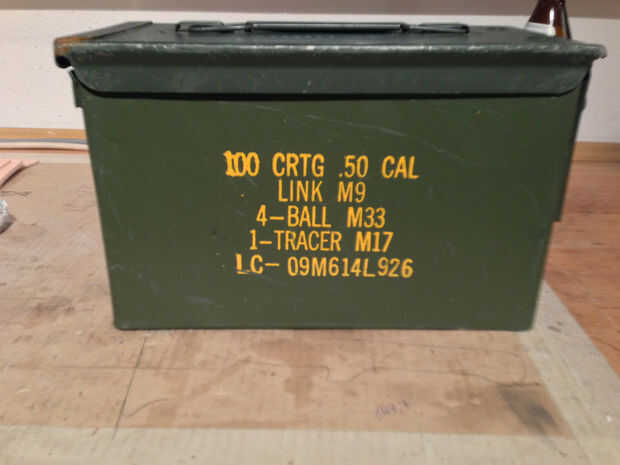 100 CRTG .50 CAL
LINK M9
4-BALL M33
1-TRACER M17
LC- 09M614L926